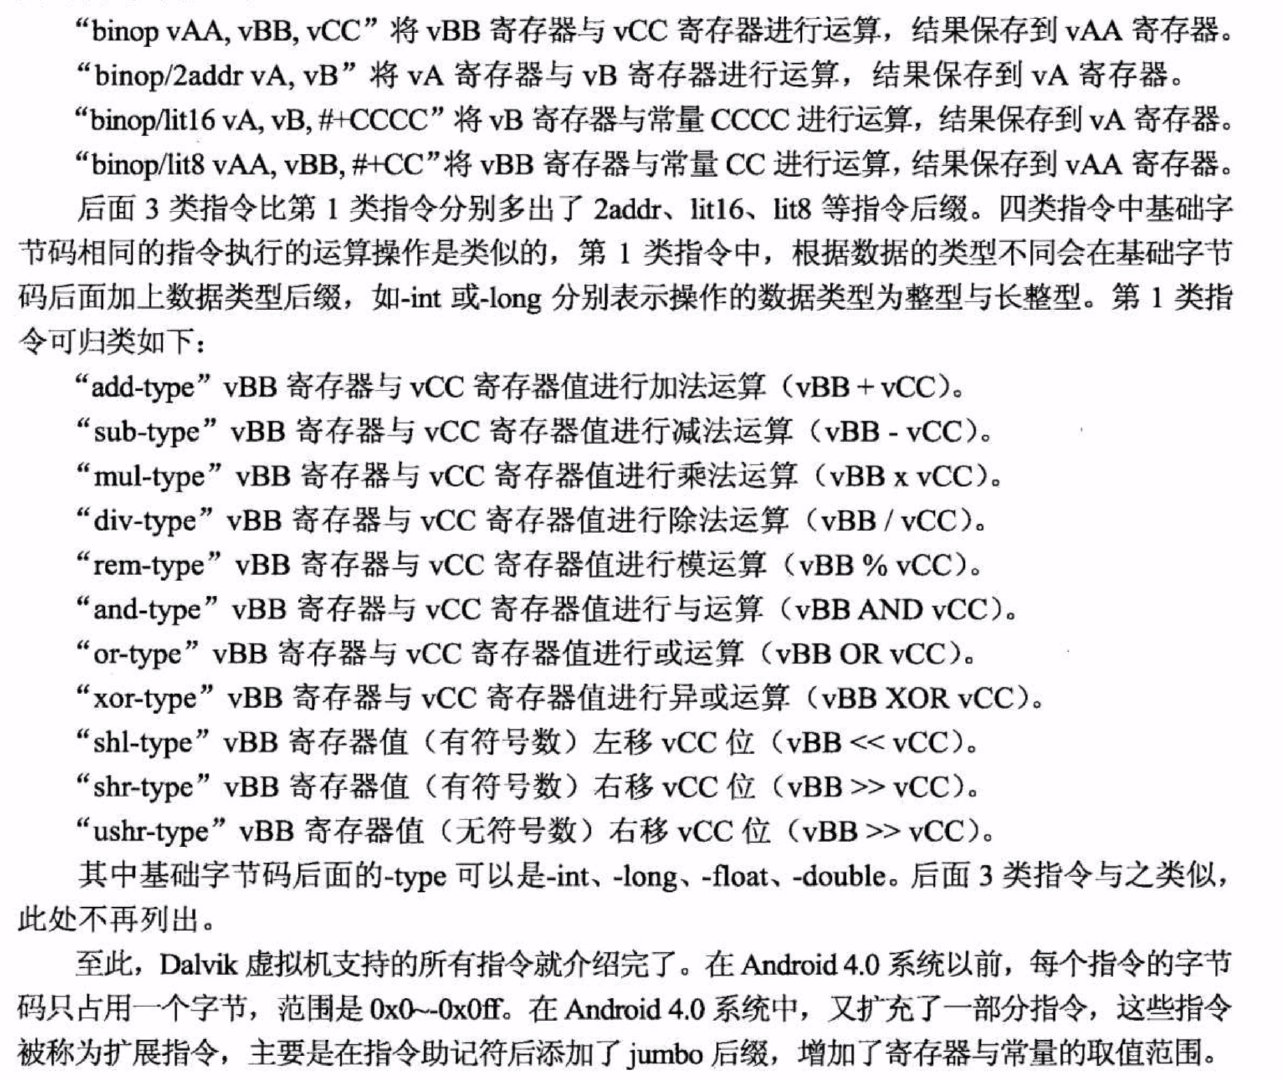 “binop vAA, vBB, vCC” 将 vBB 寄存器与 vCC 寄存器进行运算，结果保存到 vAA 寄存器。
“binop/2addr vA, vB” 将 vA 寄存器与 vB 寄存器进行运算，结果保存到 vA 寄存器。
“binop/lit16 vA, vB, #+CCCC” 将 vB 寄存器与常量 CCCC 进行运算，结果保存到 vA 寄存器。
“binop/lit8 vAA, vBB, #+CC”将 vBB 寄存器与常量 CC 进行运算，结果保存到 vAA 寄存器。
后面 3 类指令比第 1 类指令分别多出了 2addr、lit16、lit8 等指令后缀。四类指令中基础字
节码相同的指令执行的运算操作是类似的，第 1 类指令中，根据数据的类型不同会在基础字节
码后面加上数据类型后缀，如-int 或-long 分别表示操作的数据类型为整型与长整型。第 1 类指
令可归类如下：
“add-type” vBB 寄存器与 vCC 寄存器值进行加法运算（vBB + vCC）。
“sub-type” vBB 寄存器与 vCC 寄存器值进行减法运算（vBB - vCC）。
“mul-type” vBB 寄存器与 vCC 寄存器值进行乘法运算（vBB x vCC）。
“div-type” vBB 寄存器与 vCC 寄存器值进行除法运算（vBB / vCC）。
“rem-type” vBB 寄存器与 vCC 寄存器值进行模运算（vBB % vCC）。
“and-type” vBB 寄存器与 vCC 寄存器值进行与运算（vBB AND vCC）。
“or-type” vBB 寄存器与 vCC 寄存器值进行或运算（vBB OR vCC）。
“xor-type” vBB 寄存器与 vCC 寄存器值进行异或运算（vBB XOR vCC）。
“shl-type” vBB 寄存器值（有符号数）左移 vCC 位（vBB << vCC）。
“shr-type” vBB 寄存器值（有符号数）右移 vCC 位（vBB >> vCC）。
“ushr-type” vBB 寄存器值（无符号数）右移 vCC 位（vBB >> vCC）。
其中基础字节码后面的-type 可以是-int、-long、-float、-double。后面 3 类指令与之类似，
此处不再列出。
至此，Dalvik 虚拟机支持的所有指令就介绍完了。在 Android 4.0 系统以前，每个指令的字节
码只占用一个字节，范围是 0x0~-0x0ff。在 Android 4.0 系统中，又扩充了一部分指令，这些指令
被称为扩展指令，主要是在指令助记符后添加了 jumbo 后缀，增加了寄存器与常量的取值范围。